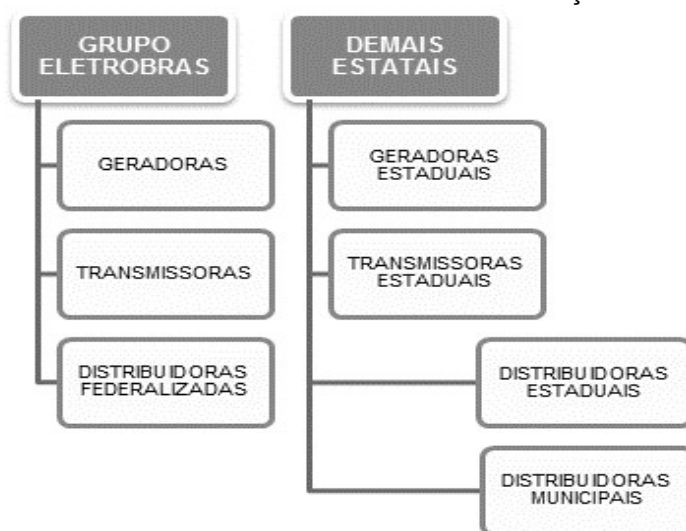 GRUPO
ELETROBRAS
GERADORAS
TRANSMISSORAS
DISTRIBUIDORAS
FEDERALIZADAS
DEMAIS
ESTATAIS
GERADORAS
ESTADUAIS
TRANSMISSORAS
ESTADUAIS
DISTRIBUIDORAS
ESTADUAIS
DISTRIBUIDORAS
MUNICIPAIS